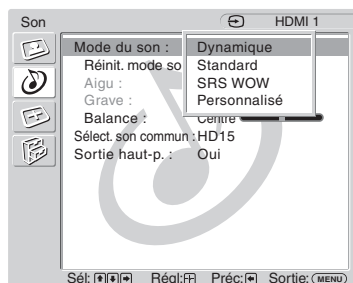 Son HDMI 1
Mode du son : Dynamique
Réinit. mode so Standard
Aigu : SRS WOW
Grave : Personnalisé
Balance : Centre
Sélect. son commun : HD15
Sortie haut-p. : Oui
Sél: Régl: Préc: Sortie: MENU